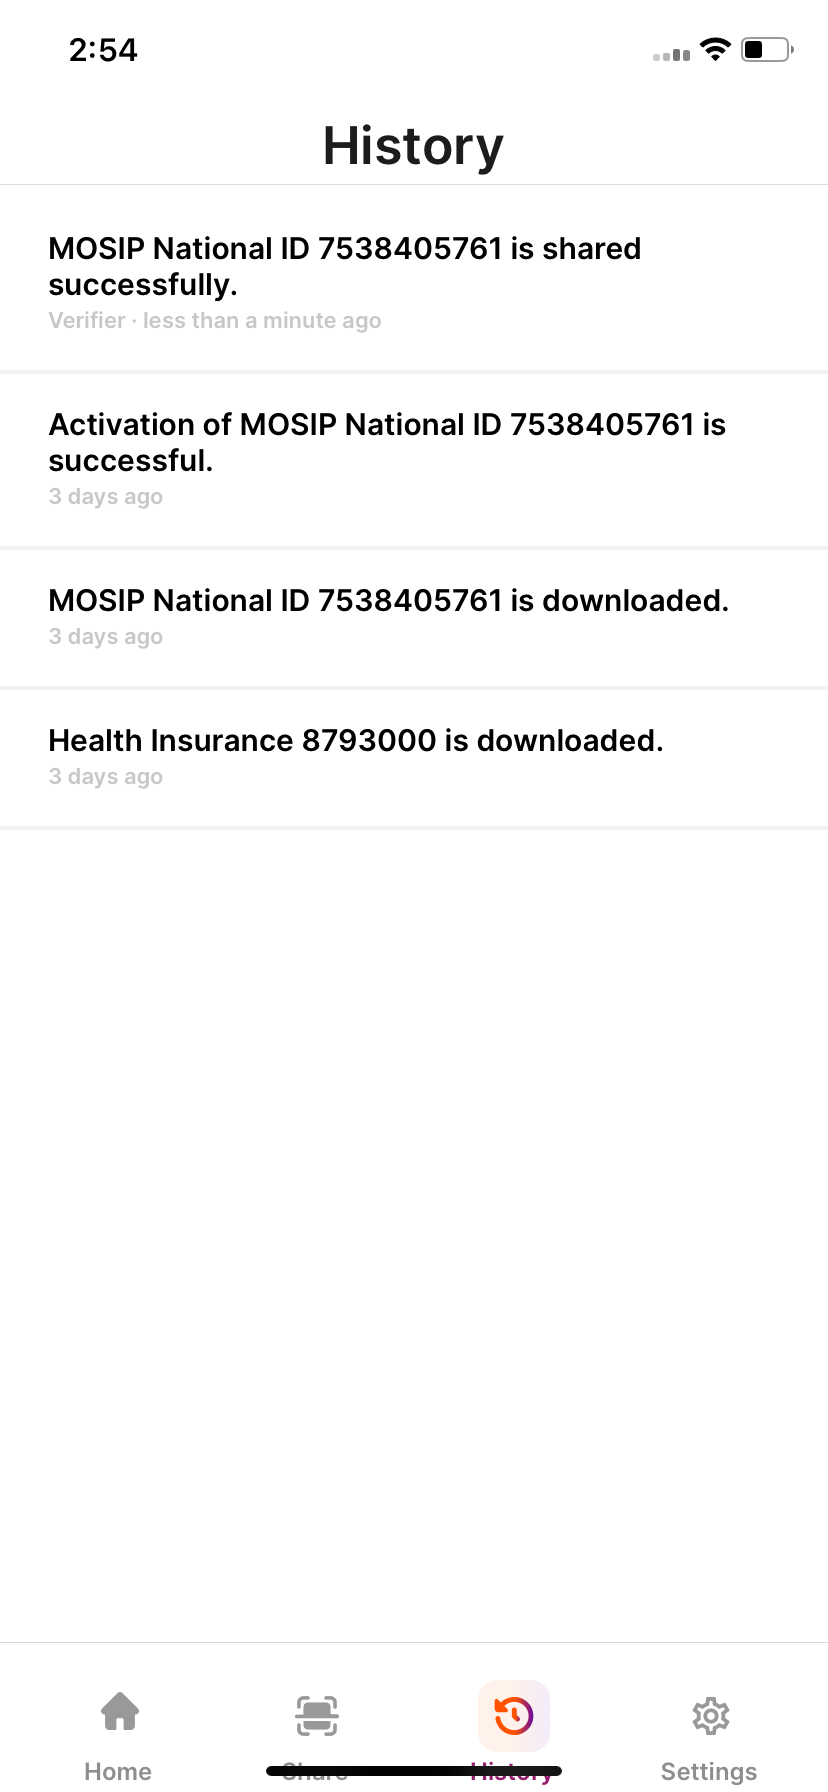 2:54
History
MOSIP National ID 7538405761 is shared
successfully.
Verifier · less than a minute ago
Activation of MOSIP National ID 7538405761 is
successful.
3 days ago
MOSIP National ID 7538405761 is downloaded.
3 days ago
Health Insurance 8793000 is downloaded.
3 days ago
Home
Share
History
Settings